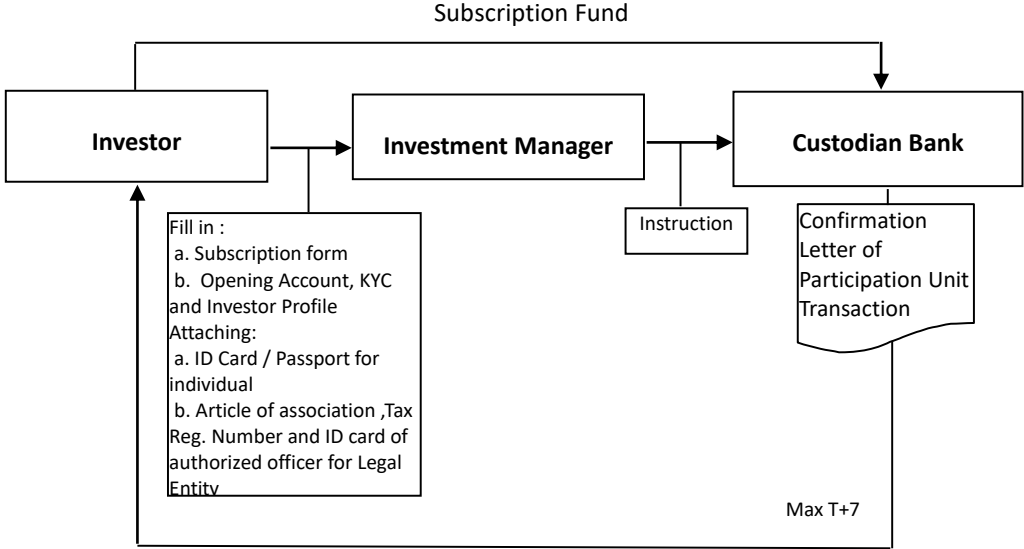 Subscription Fund
Investor
Investment Manager
Custodian Bank
Fill in :
a. Subscription form
b. Opening Account, KYC
and Investor Profile
Attaching:
a. ID Card / Passport for
individual
b. Article of association ,Tax
Reg. Number and ID card of
authorized officer for Legal
Entity
Instruction
Confirmation
Letter of
Participation Unit
Transaction
Max T+7